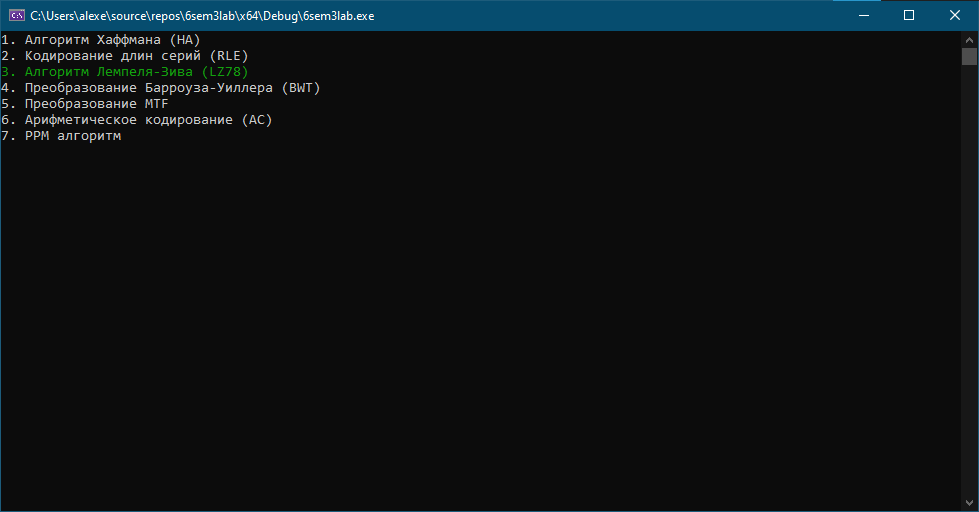 C:\Users\alexe\source\repos\6sem3lab\x64\Debug\6sem3lab.exe
1. Алгоритм Хаффмана (HA)
2. Кодирование длин серий (RLE)
3. Алгоритм Лемпеля-Зива (LZ78)
4. Преобразование Барроуза-Уиллера (BWT)
5. Преобразование MTF
6. Арифметическое кодирование (AC)
7. PPM алгоритм